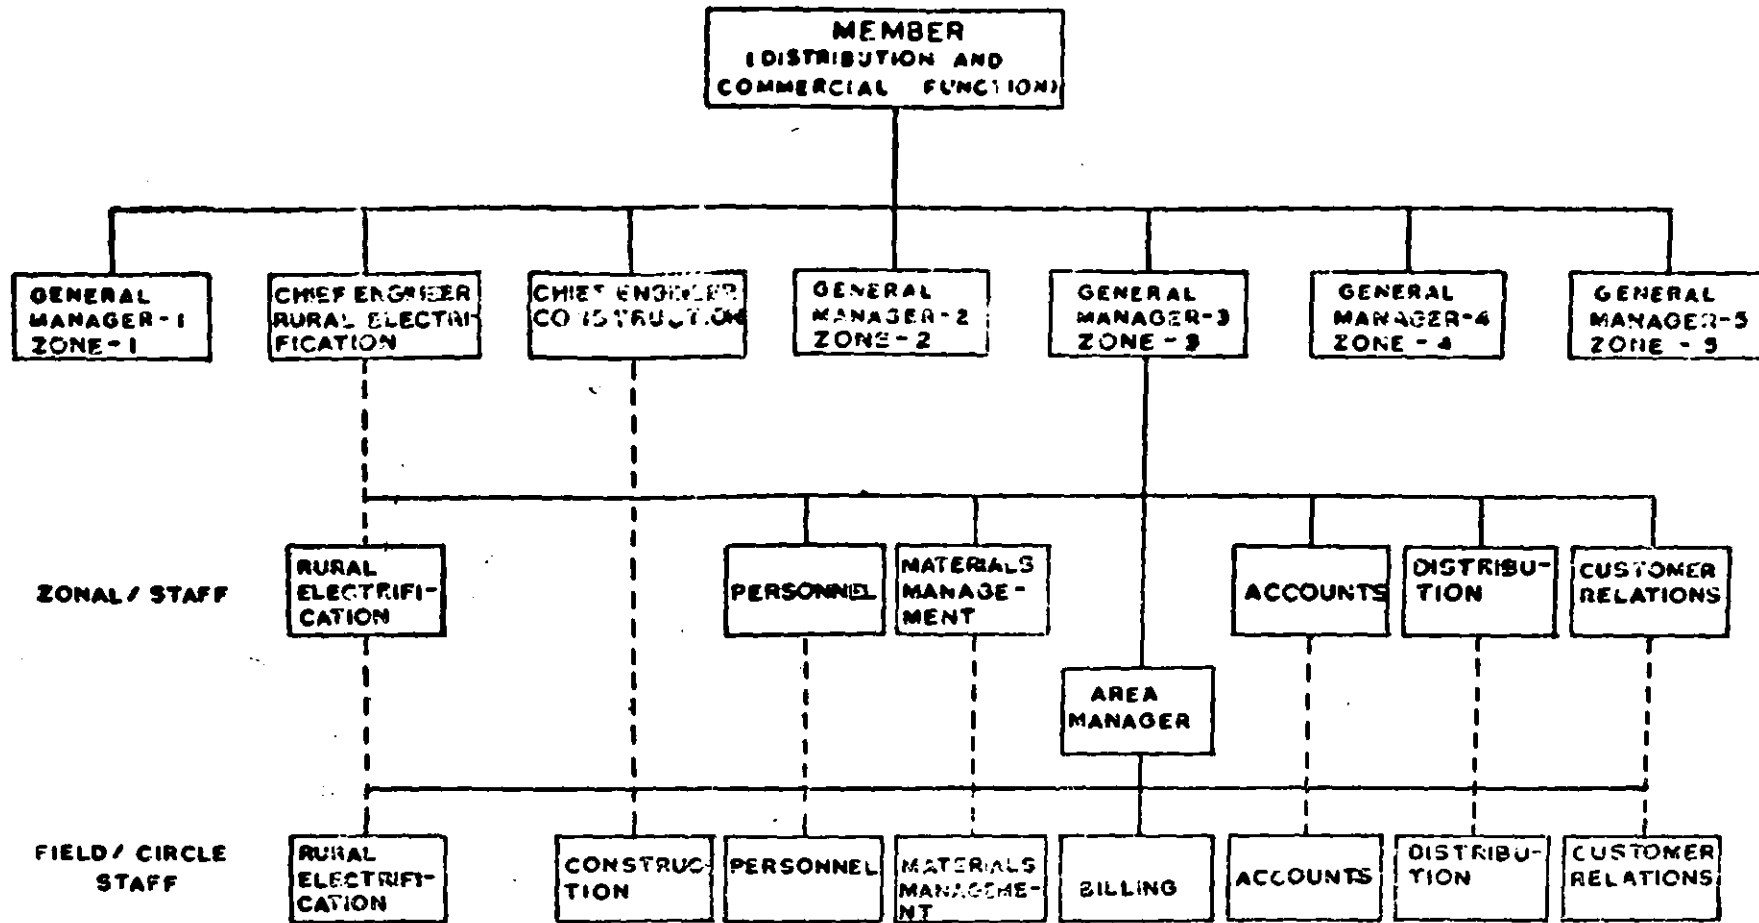 MEMBER
(DISTRIBUTION AND
COMMERCIAL FUNCTION)
GENERAL
MANAGER-1
ZONE-1
CHIEF ENGINEER
RURAL ELECTRI-
FICATION
CHIEF ENGINEER
CONSTRUCTION
GENERAL
MANAGER-2
ZONE-2
GENERAL
MANAGER-3
ZONE-3
GENERAL
MANAGER-4
ZONE-4
GENERAL
MANAGER-5
ZONE-5
ZONAL/STAFF
RURAL
ELECTRIFI-
CATION
PERSONNEL
MATERIALS
MANAGE-
MENT
ACCOUNTS
DISTRIBU-
TION
CUSTOMER
RELATIONS
AREA
MANAGER
FIELD/CIRCLE
STAFF
RURAL
ELECTRIFI-
CATION
CONSTRUC-
TION
PERSONNEL
MATERIALS
MANAGEME-
NT
BILLING
ACCOUNTS
DISTRIBU-
TION
CUSTOMER
RELATIONS